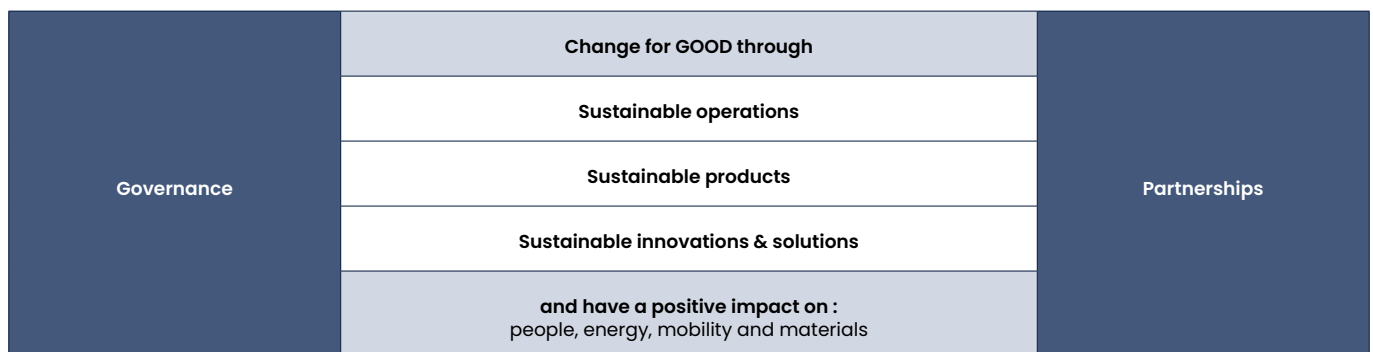 Governance
Change for GOOD through
Sustainable operations
Sustainable products
Sustainable innovations & solutions
and have a positive impact on :
people, energy, mobility and materials
Partnerships